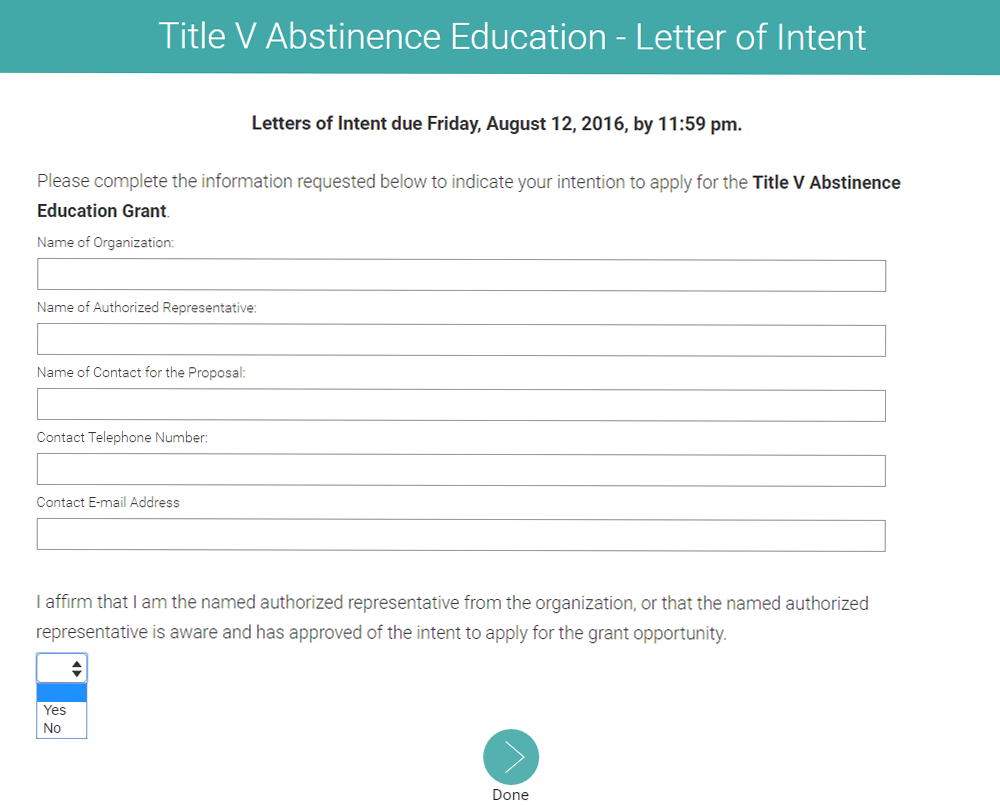 Title V Abstinence Education - Letter of Intent
Letters of Intent due Friday, August 12, 2016, by 11:59 pm.
Please complete the information requested below to indicate your intention to apply for the Title V Abstinence
Education Grant.
Name of Organization:
Name of Authorized Representative:
Name of Contact for the Proposal:
Contact Telephone Number:
Contact E-mail Address
I affirm that I am the named authorized representative from the organization, or that the named authorized
representative is aware and has approved of the intent to apply for the grant opportunity.
Yes
No
Done